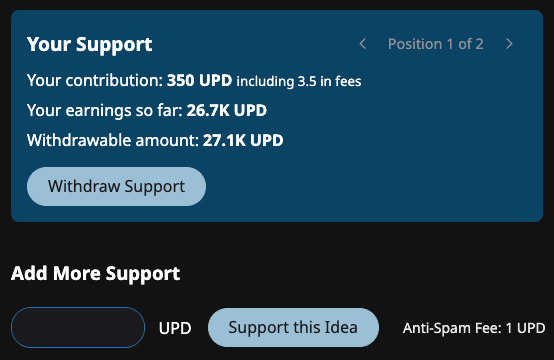 Your Support
Position 1 of 2
Your contribution: 350 UPD including 3.5 in fees
Your earnings so far: 26.7K UPD
Withdrawable amount: 27.1K UPD
Withdraw Support
Add More Support
UPD
Support this Idea
Anti-Spam Fee: 1 UPD